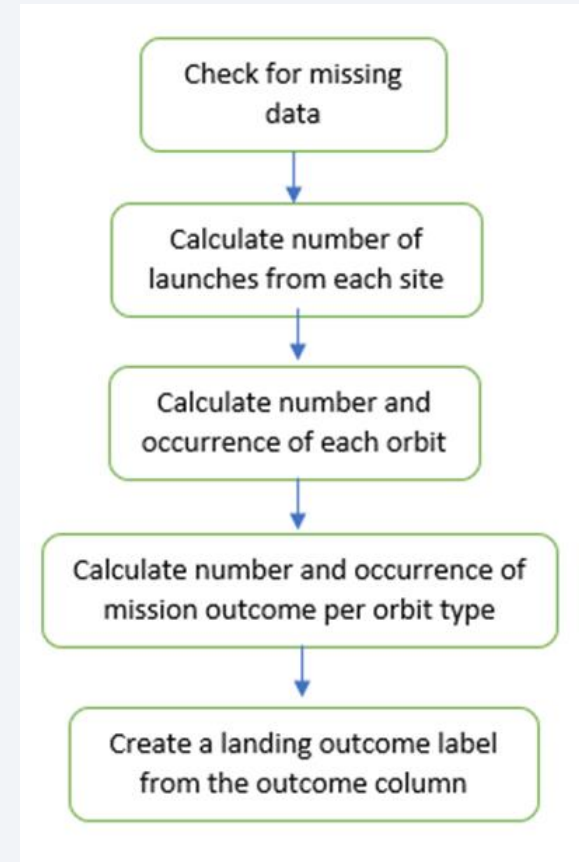 Check for missing
data
Calculate number of
launches from each site
Calculate number and
occurrence of each orbit
Calculate number and occurrence of
mission outcome per orbit type
Create a landing outcome label
from the outcome column